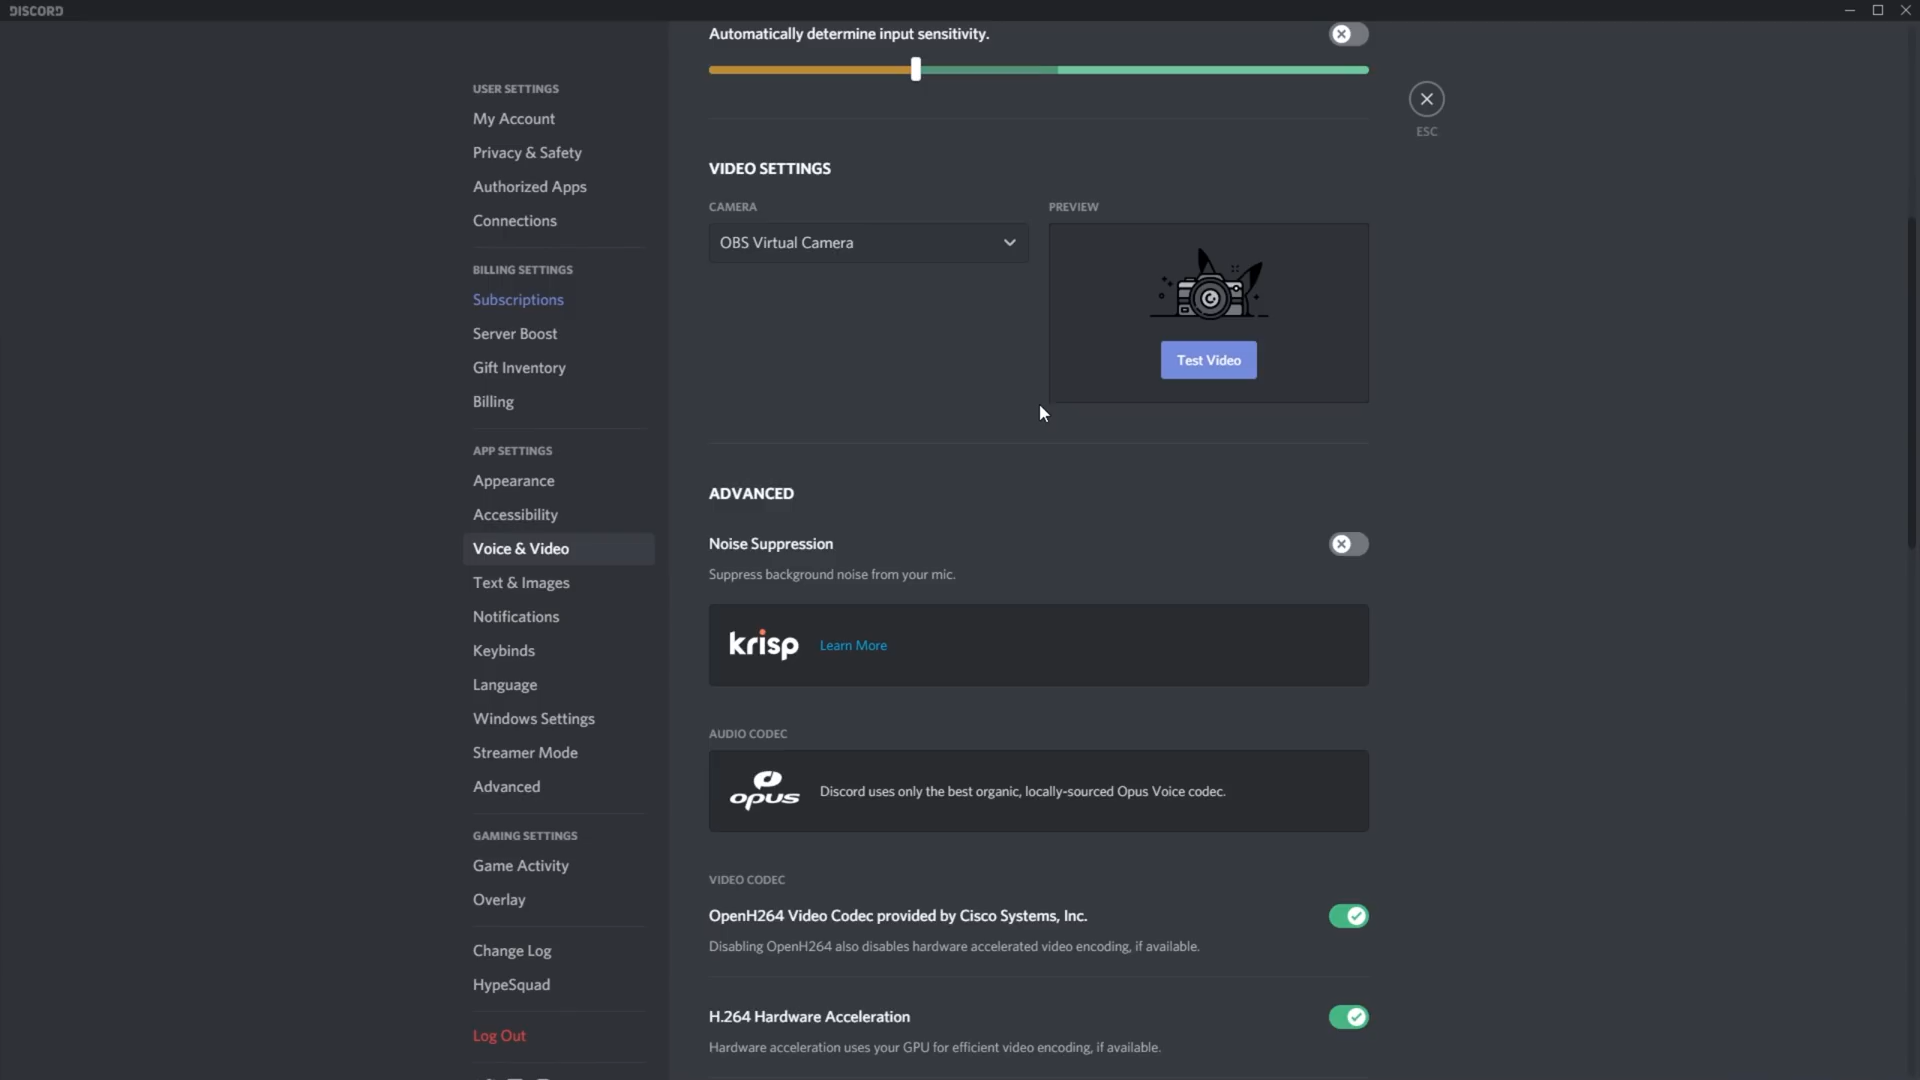 DISCORD
USER SETTINGS
My Account
Privacy & Safety
Authorized Apps
Connections
BILLING SETTINGS
Subscriptions
Server Boost
Gift Inventory
Billing
APP SETTINGS
Appearance
Accessibility
Voice & Video
Text & Images
Notifications
Keybinds
Language
Windows Settings
Streamer Mode
Advanced
GAMING SETTINGS
Game Activity
Overlay
Change Log
HypeSquad
Log Out
Automatically determine input sensitivity.
ESC
VIDEO SETTINGS
CAMERA
OBS Virtual Camera
PREVIEW
Test Video
ADVANCED
Noise Suppression
Suppress background noise from your mic.
krisp Learn More
AUDIO CODEC
opus Discord uses only the best organic, locally-sourced Opus Voice codec.
VIDEO CODEC
OpenH264 Video Codec provided by Cisco Systems, Inc.
Disabling OpenH264 also disables hardware accelerated video encoding, if available.
H.264 Hardware Acceleration
Hardware acceleration uses your GPU for efficient video encoding, if available.